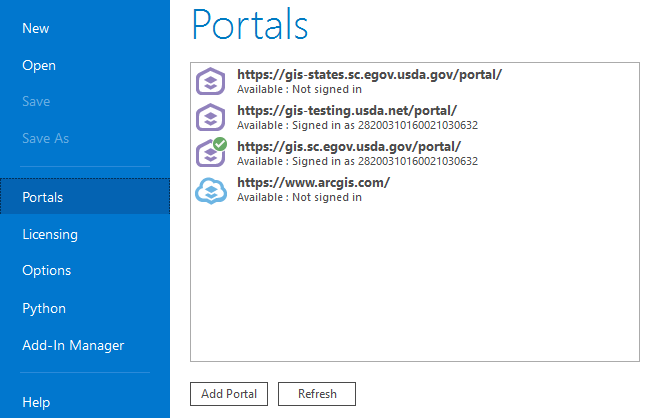 New
Open
Save
Save As
Portals
Licensing
Options
Python
Add-In Manager
Help
Portals
https://gis-states.sc.egov.usda.gov/portal/
Available : Not signed in
https://gis-testing.usda.net/portal/
Available : Signed in as 28200310160021030632
https://gis.sc.egov.usda.gov/portal/
Available : Signed in as 28200310160021030632
https://www.arcgis.com/
Available : Not signed in
Add Portal
Refresh